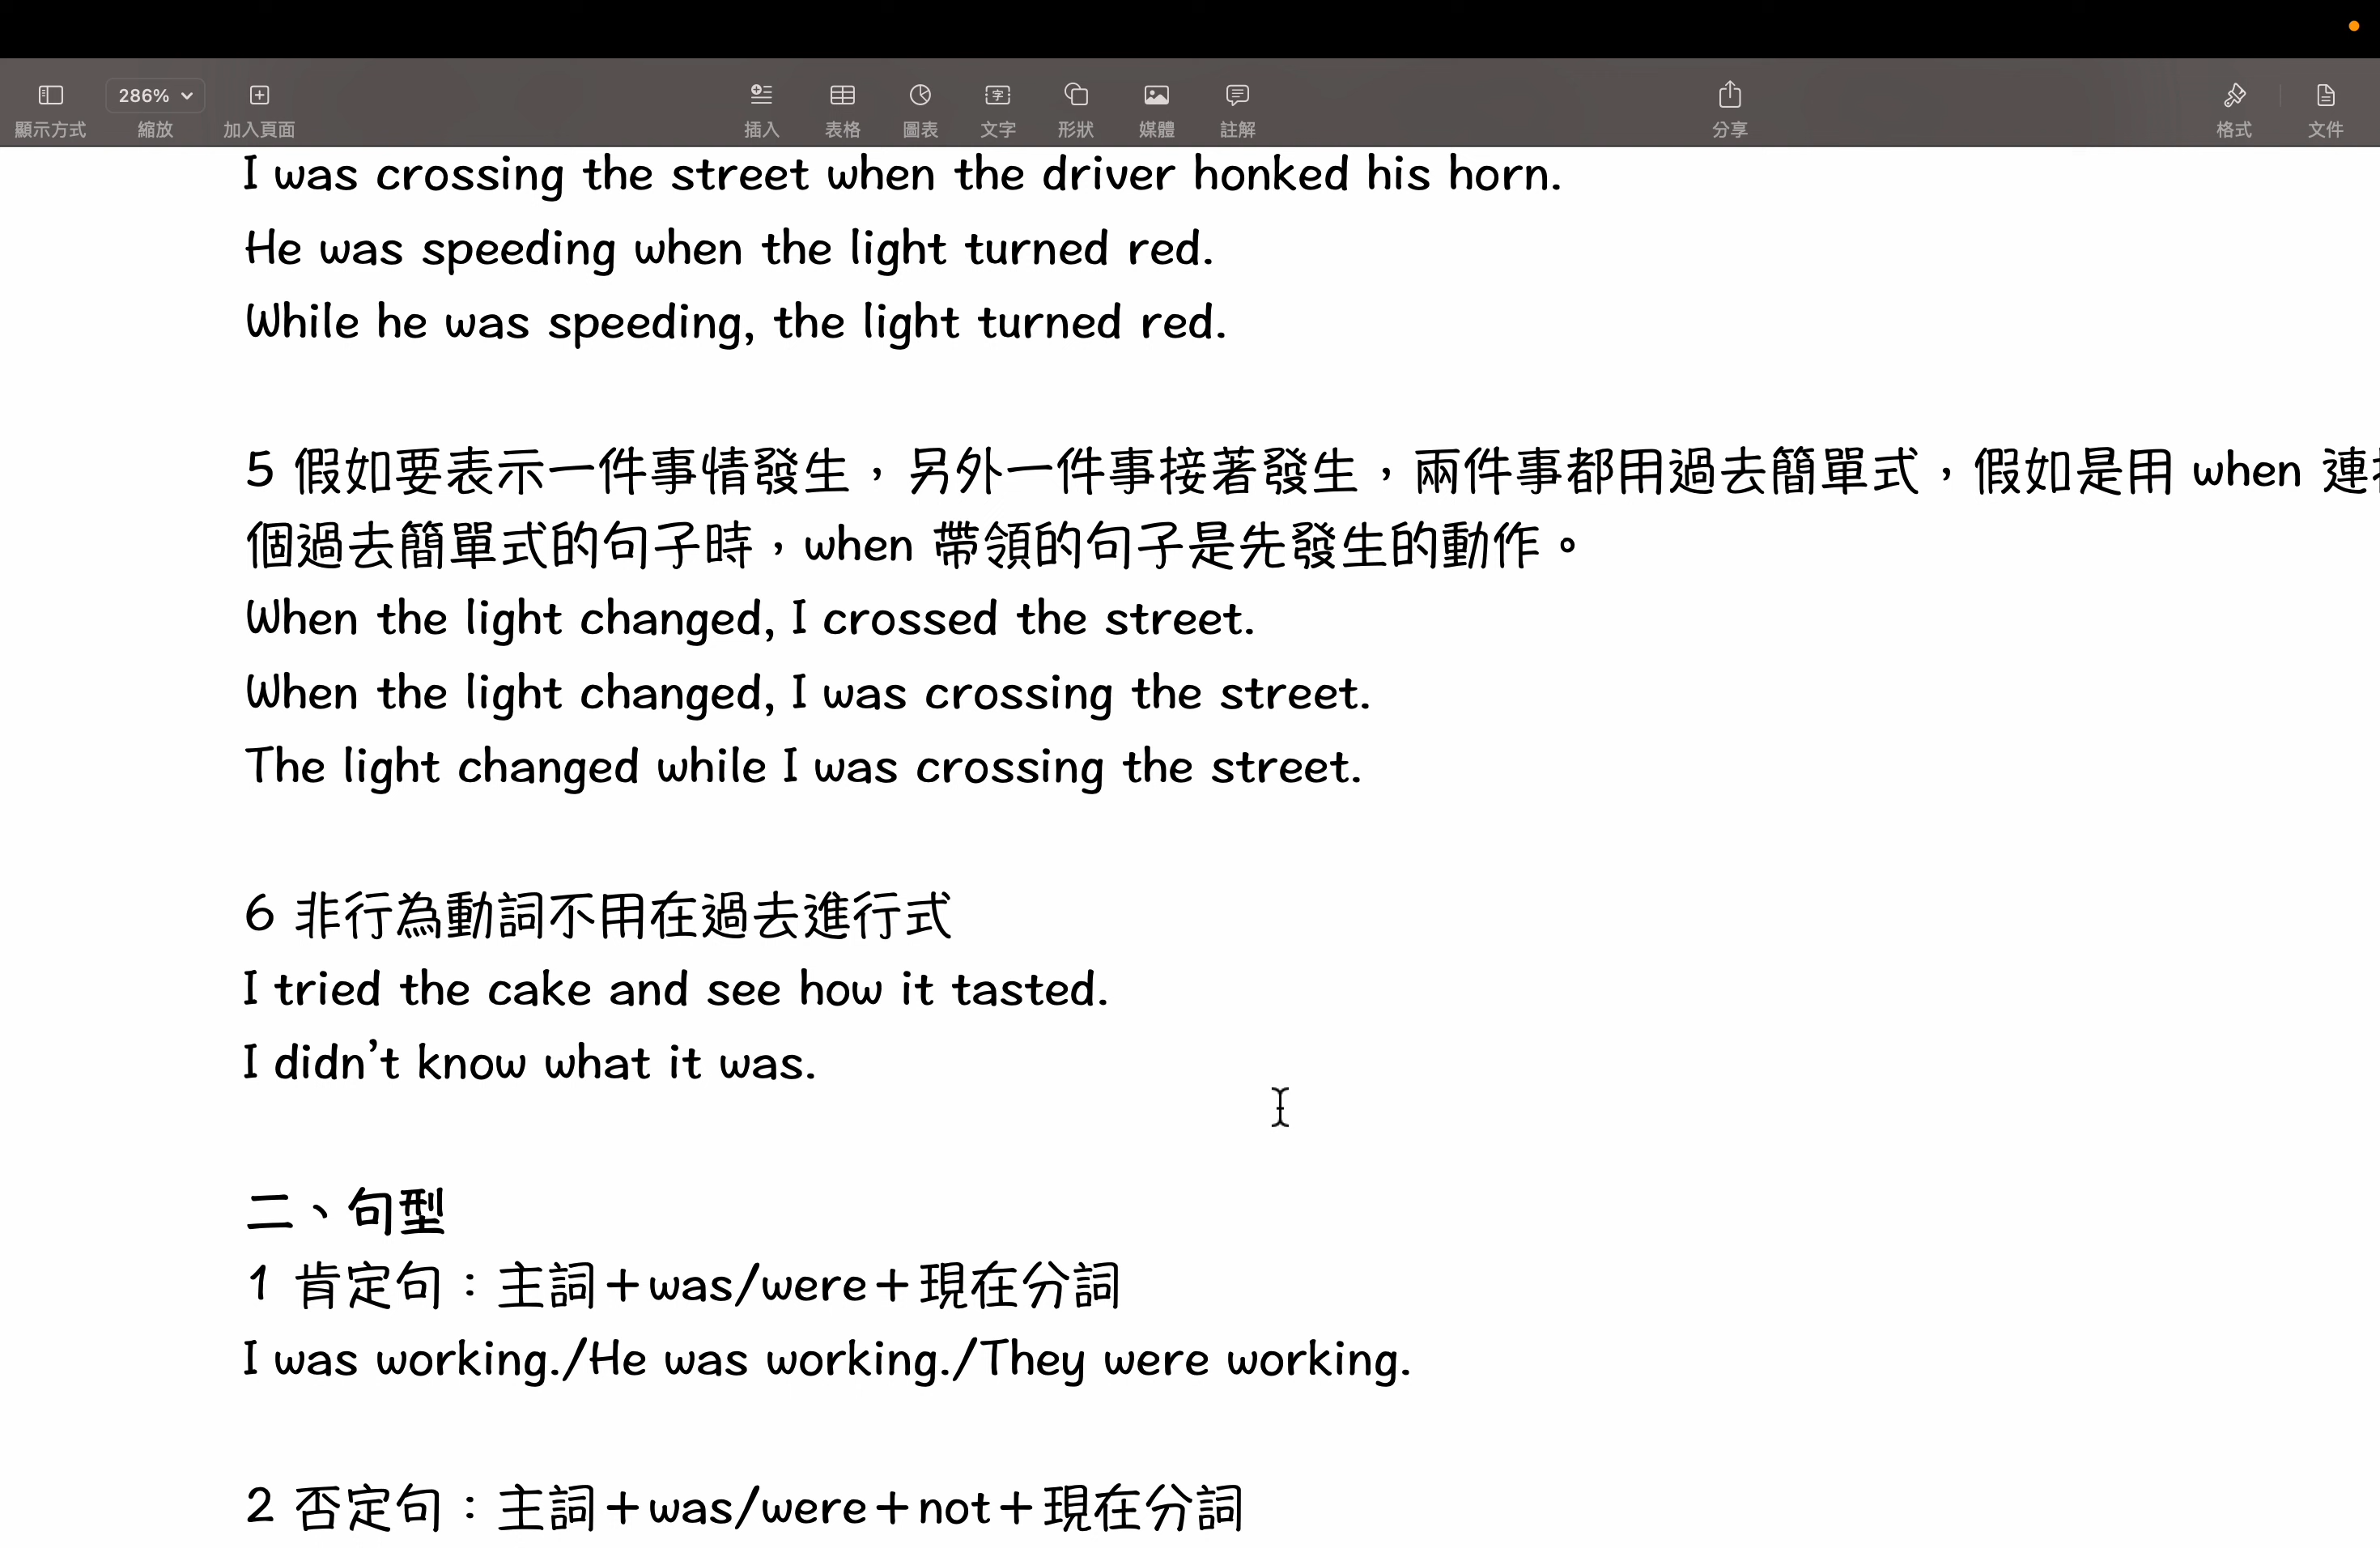 286%
顯示方式 縮放 加入頁面 插入 表格 圖表 文字 形狀 媒體 註解 分享 格式 文件
I was crossing the street when the driver honked his horn.
He was speeding when the light turned red.
While he was speeding, the light turned red.
5 假如要表示一件事情發生，另外一件事接著發生，兩件事都用過去簡單式，假如是用 when 連
個過去簡單式的句子時，when 帶領的句子是先發生的動作。
When the light changed, I crossed the street.
When the light changed, I was crossing the street.
The light changed while I was crossing the street.
6 非行為動詞不用在過去進行式
I tried the cake and see how it tasted.
I didn’t know what it was.
二、句型
1 肯定句：主詞+was/were+現在分詞
I was working./He was working./They were working.
2 否定句：主詞+was/were+not+現在分詞